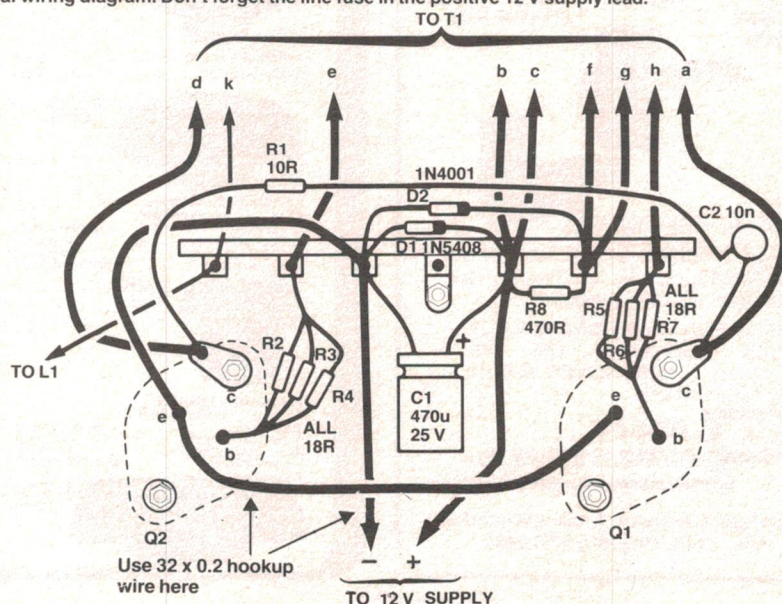 al wiring diagram. Don't forget the line fuse in the positive 12 V supply lead.
TO T1
d k e b c f g h a
R1
10R
1N4001
D2
C2 10n
D1 1N5408
R8
470R
R5
ALL
18R
R7
R6
TO L1
R2
R3
R4
ALL
18R
c
e
b
+
C1
470u
25 V
e
c
b
Q2
Q1
Use 32 x 0.2 hookup
wire here
− +
TO 12 V SUPPLY